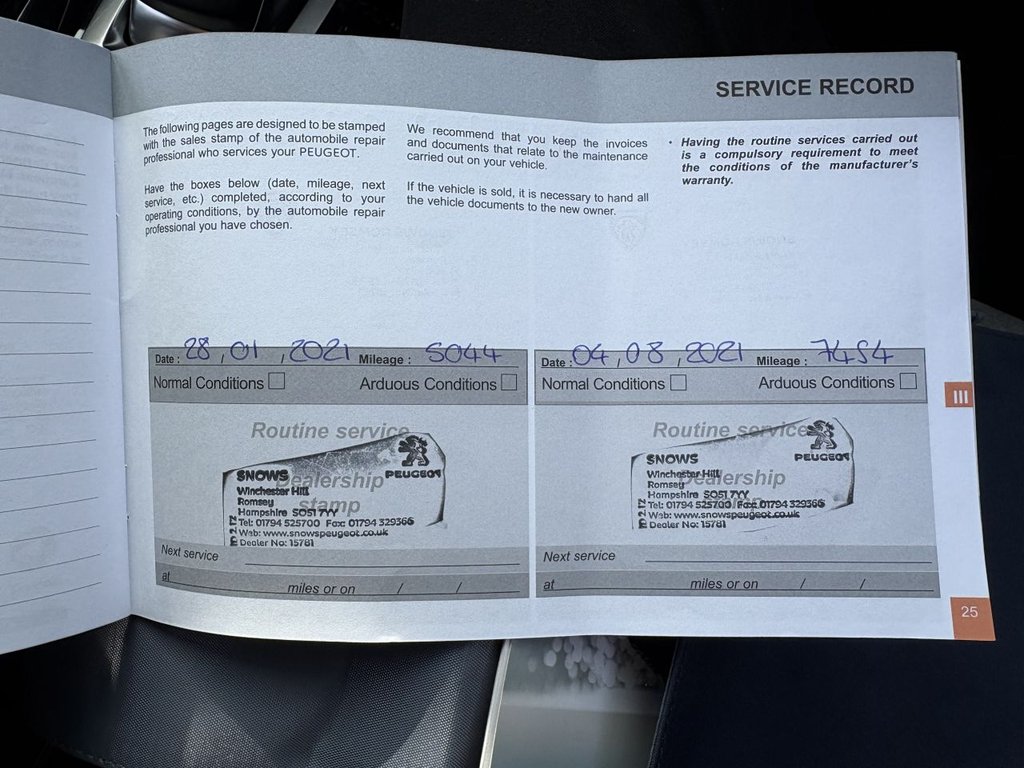 SERVICE RECORD
The following pages are designed to be stamped
with the sales stamp of the automobile repair
professional who services your PEUGEOT.
Have the boxes below (date, mileage, next
service, etc.) completed, according to your
operating conditions, by the automobile repair
professional you have chosen.
We recommend that you keep the invoices
and documents that relate to the maintenance
carried out on your vehicle.
If the vehicle is sold, it is necessary to hand all
the vehicle documents to the new owner.
• Having the routine services carried out
is a compulsory requirement to meet
the conditions of the manufacturer's
warranty.
Date : 28 , 01 , 2021 Mileage : 5044
Normal Conditions Arduous Conditions
Routine service
Dealership
stamp
SNOWS PEUGEOT
Winchester Hill
Romsey
Hampshire SO51 7YY
Tel: 01794 525700 Fax: 01794 329366
Web: www.snowspeugeot.co.uk
Dealer No: 15781
Next service
at miles or on / /
Date : 04 , 08 , 2021 Mileage : 7454
Normal Conditions Arduous Conditions
Routine service
Dealership
SNOWS PEUGEOT
Winchester Hill
Romsey
Hampshire SO51 7YY
Tel: 01794 525700 Fax: 01794 329366
Web: www.snowspeugeot.co.uk
Dealer No: 15781
Next service
at miles or on / /
III
25